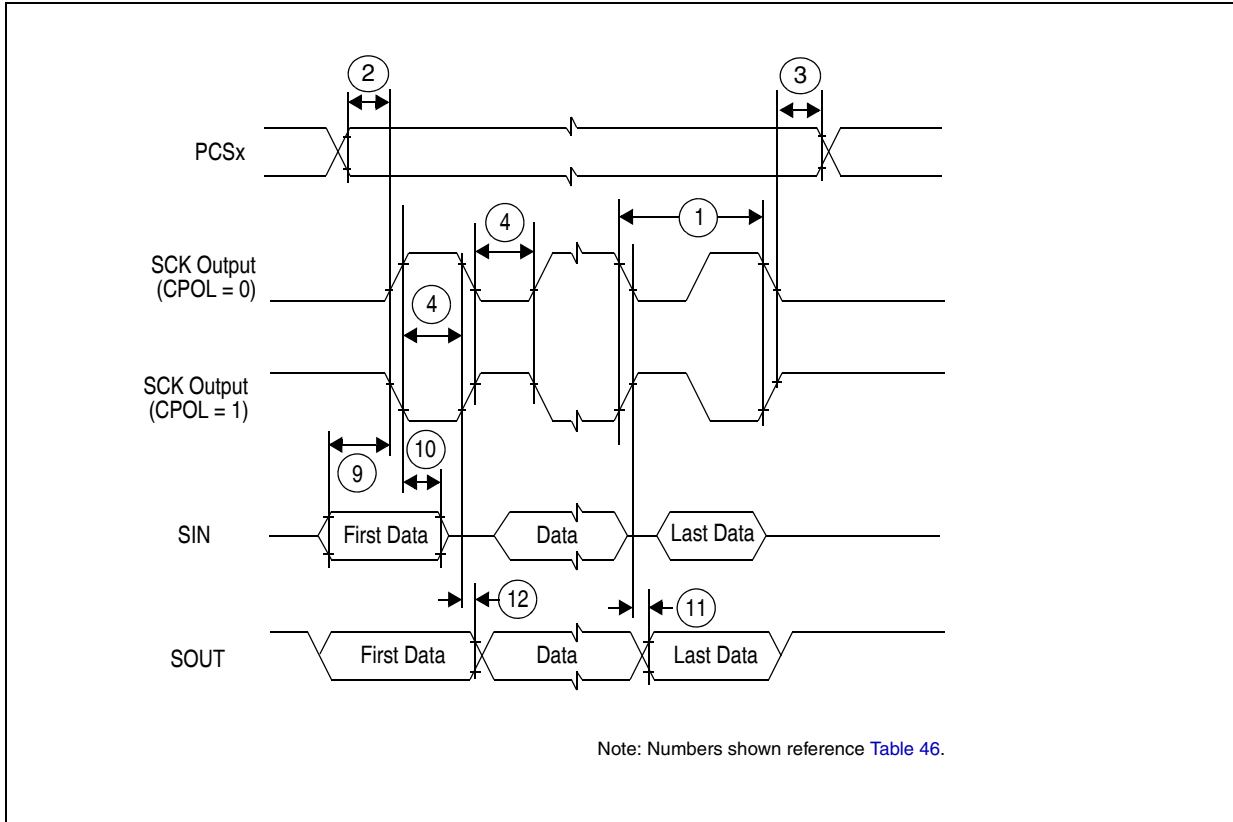 2
3
PCSx
1
4
SCK Output
(CPOL = 0)
4
SCK Output
(CPOL = 1)
10
9
SIN
First Data
Data
Last Data
12
11
SOUT
First Data
Data
Last Data
Note: Numbers shown reference Table 46.